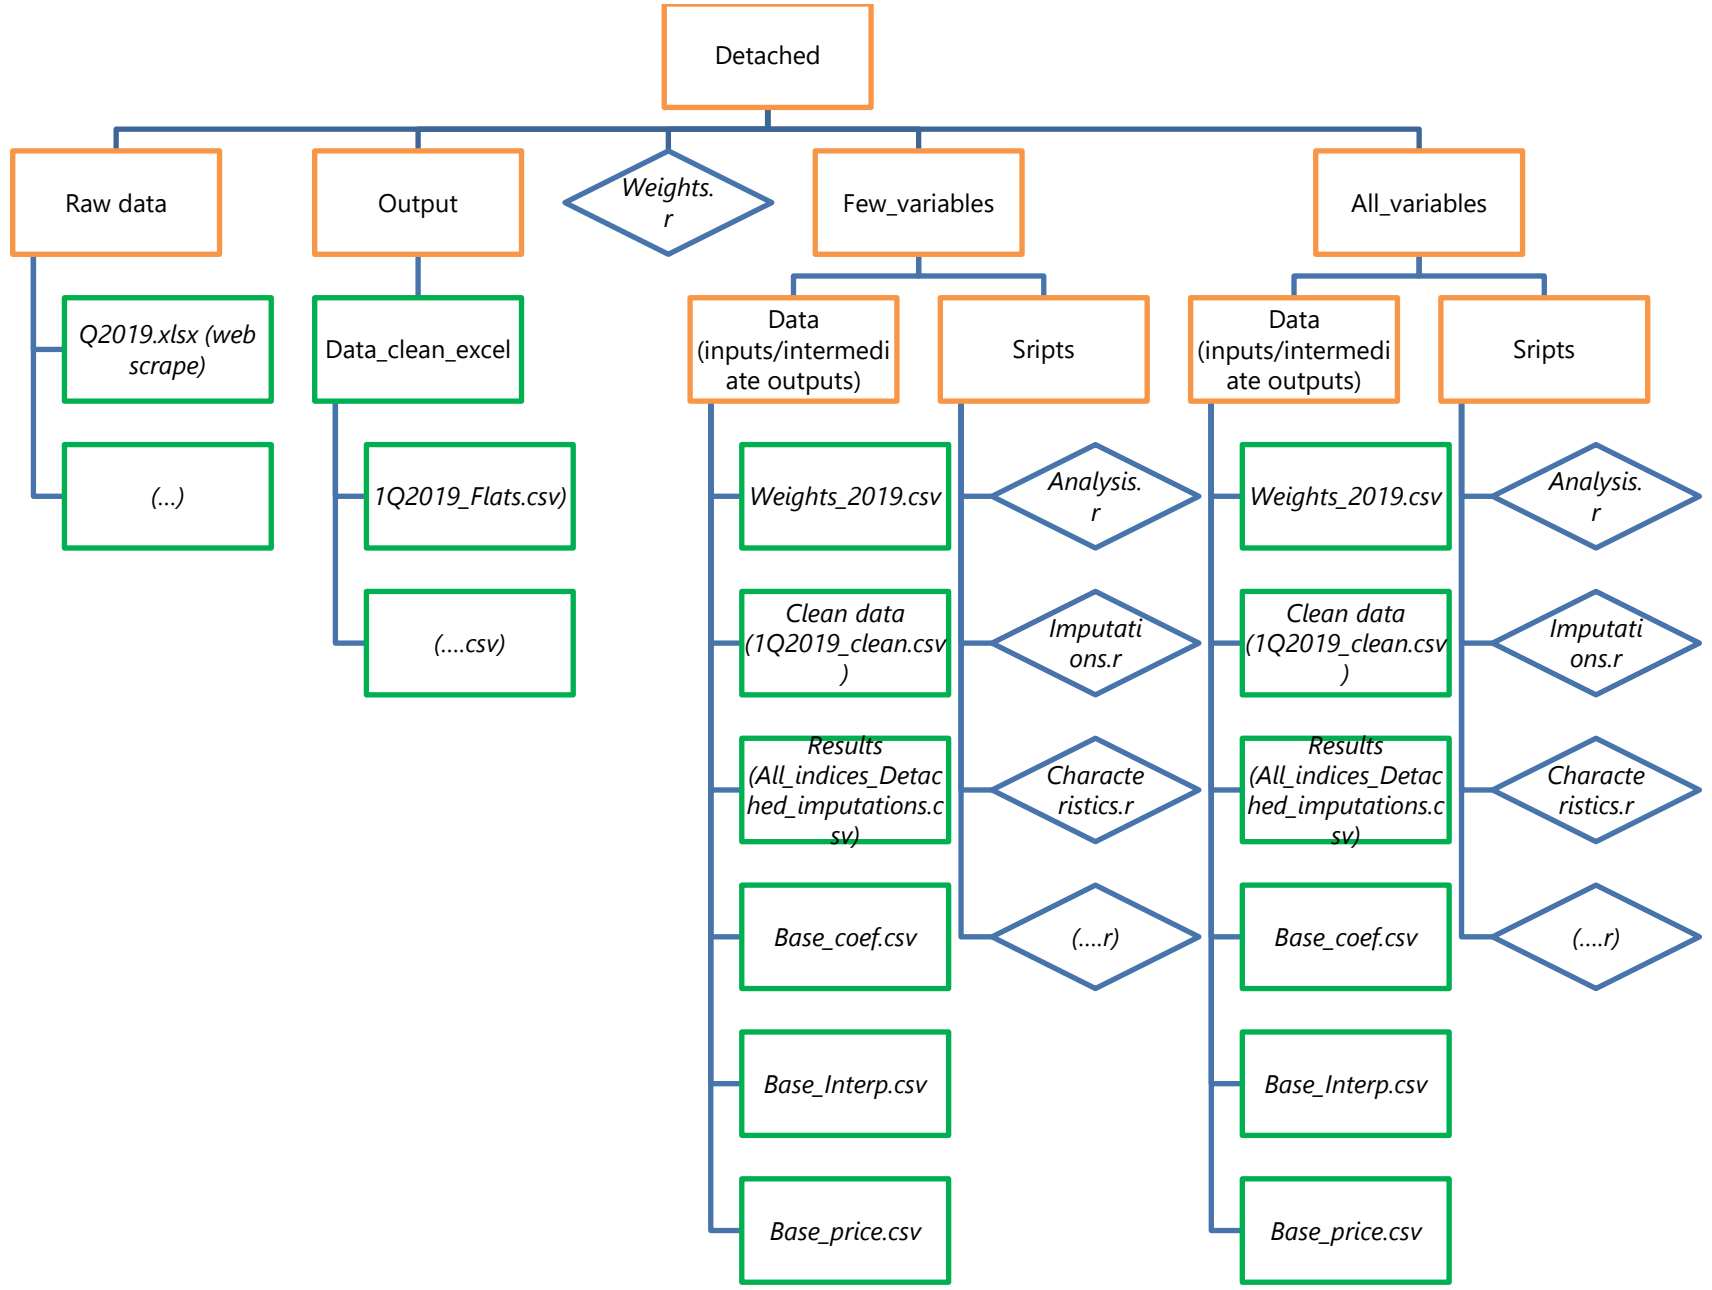 Detached
Raw data
Output
Weights.
r
Few_variables
All_variables
Q2019.xlsx (web
scrape)
(...)
Data_clean_excel
1Q2019_Flats.csv)
(....csv)
Data
(inputs/intermedi
ate outputs)
Weights_2019.csv
Clean data
(1Q2019_clean.csv
)
Results
(All_indices_Detac
hed_imputations.c
sv)
Base_coef.csv
Base_Interp.csv
Base_price.csv
Sripts
Analysis.
r
Imputati
ons.r
Characte
ristics.r
(....r)
Data
(inputs/intermedi
ate outputs)
Weights_2019.csv
Clean data
(1Q2019_clean.csv
)
Results
(All_indices_Detac
hed_imputations.c
sv)
Base_coef.csv
Base_Interp.csv
Base_price.csv
Sripts
Analysis.
r
Imputati
ons.r
Characte
ristics.r
(....r)